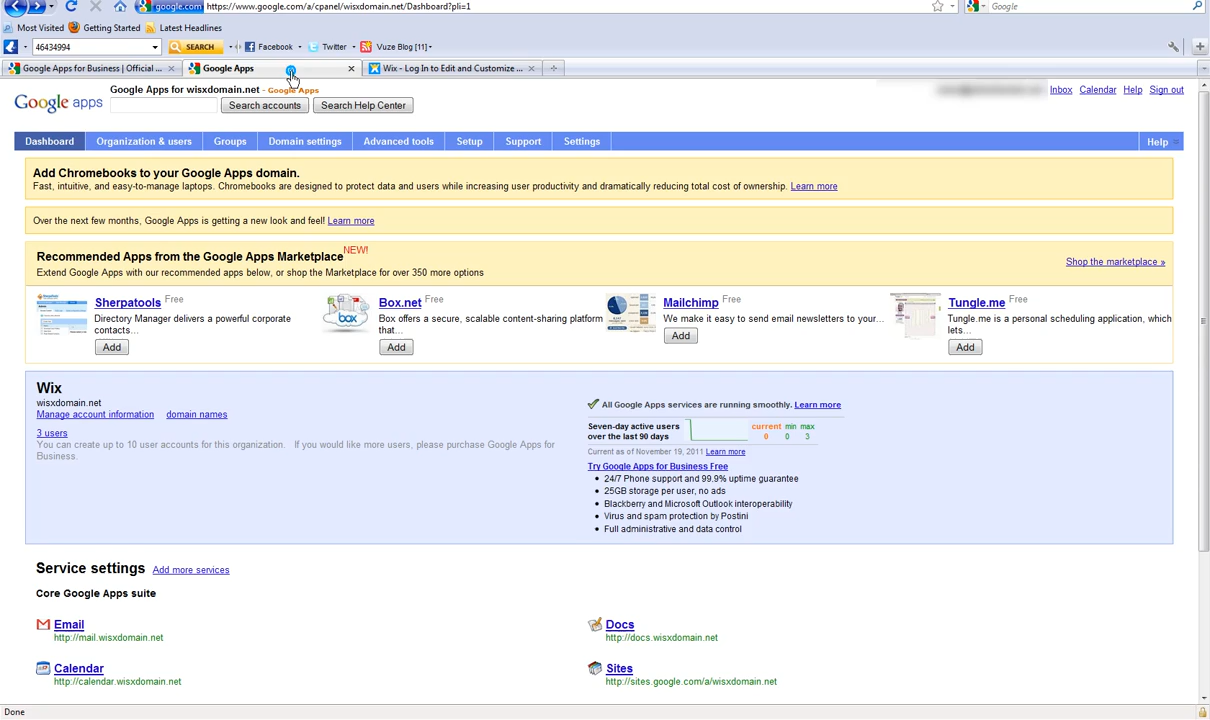 google.com https://www.google.com/a/cpanel/wisxdomain.net/Dashboard?pli=1
Google
Most Visited Getting Started Latest Headlines
46434994 SEARCH Facebook Twitter Vuze Blog [11]
Google Apps for Business | Official ... Google Apps Wix - Log In to Edit and Customize ...
Google apps
Google Apps for wisxdomain.net - Google Apps
Inbox Calendar Help Sign out
Search accounts Search Help Center
Dashboard Organization & users Groups Domain settings Advanced tools Setup Support Settings Help
Add Chromebooks to your Google Apps domain.
Fast, intuitive, and easy-to-manage laptops. Chromebooks are designed to protect data and users while increasing user productivity and dramatically reducing total cost of ownership. Learn more
Over the next few months, Google Apps is getting a new look and feel! Learn more
Recommended Apps from the Google Apps Marketplace NEW!
Extend Google Apps with our recommended apps below, or shop the Marketplace for over 350 more options
Shop the marketplace »
Sherpatools Free
Directory Manager delivers a powerful corporate
contacts...
Add
box
Box.net Free
Box offers a secure, scalable content-sharing platform
that...
Add
Mailchimp Free
We make it easy to send email newsletters to your...
Add
Tungle.me Free
Tungle.me is a personal scheduling application, which
lets...
Add
Wix
wisxdomain.net
Manage account information domain names
3 users
You can create up to 10 user accounts for this organization. If you would like more users, please purchase Google Apps for
Business.
All Google Apps services are running smoothly. Learn more
Seven-day active users
over the last 90 days
current min max
0 0 3
Current as of November 19, 2011 Learn more
Try Google Apps for Business Free
• 24/7 Phone support and 99.9% uptime guarantee
• 25GB storage per user, no ads
• Blackberry and Microsoft Outlook interoperability
• Virus and spam protection by Postini
• Full administrative and data control
Service settings Add more services
Core Google Apps suite
Email
http://mail.wisxdomain.net
Docs
http://docs.wisxdomain.net
Calendar
http://calendar.wisxdomain.net
Sites
http://sites.google.com/a/wisxdomain.net
Done